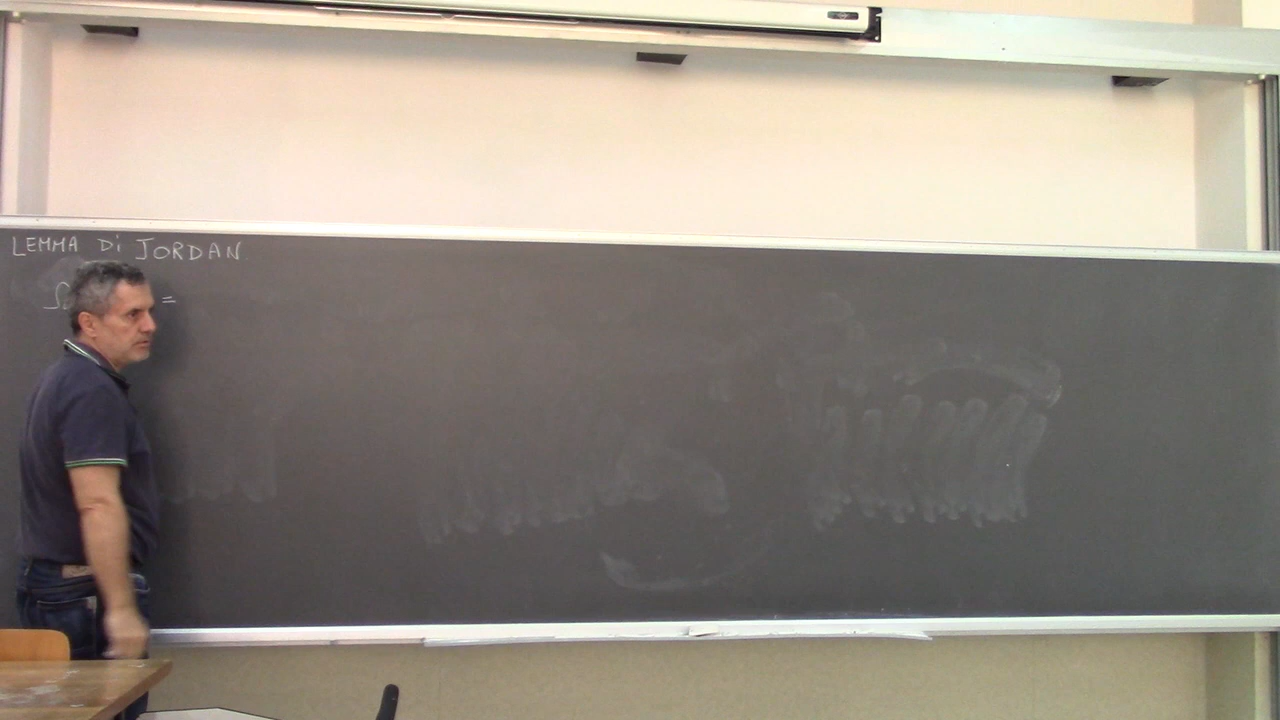 LEMMA Di JORDAN
Ω =